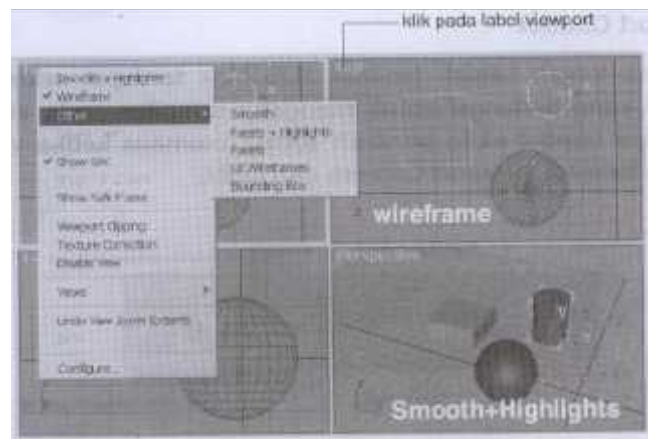 klik pada label viewport
Smooth + Highlights
Wireframe
Other
Smooth
Facets + Highlights
Facets
Lit Wireframes
Bounding Box
Show Grid
Show Safe Frame
Viewport Clipping...
Texture Correction
Disable View
Views
Undo View Zoom Extents
Configure...
wireframe
Perspective
Smooth+Highlights